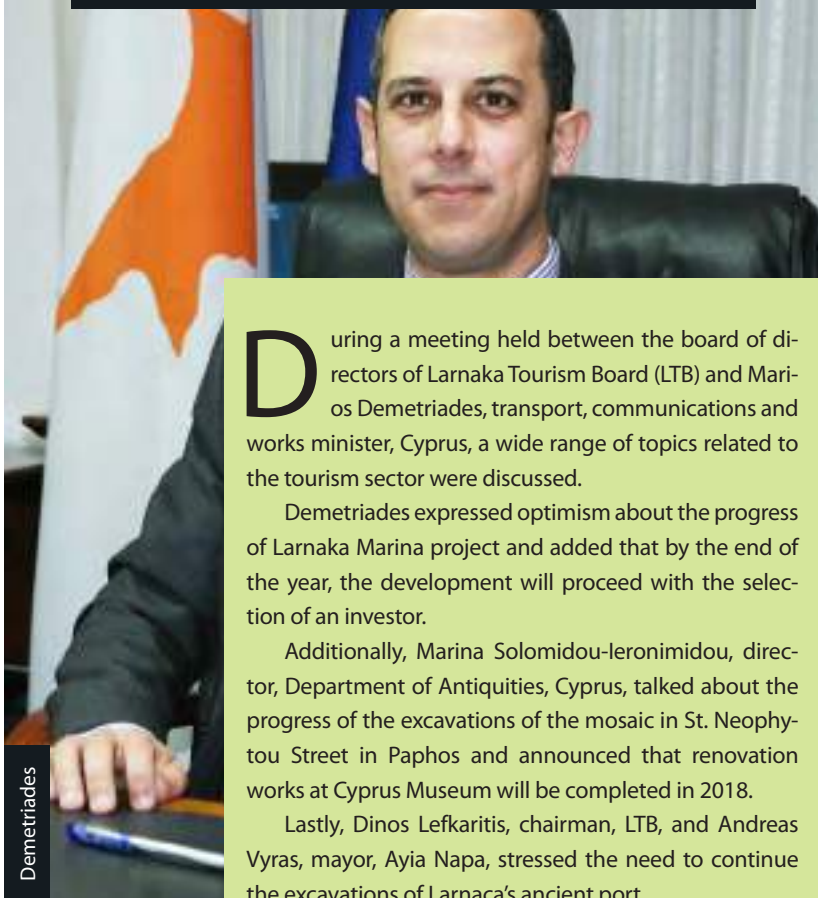 During a meeting held between the board of di-
rectors of Larnaka Tourism Board (LTB) and Mari-
os Demetriades, transport, communications and
works minister, Cyprus, a wide range of topics related to
the tourism sector were discussed.
Demetriades expressed optimism about the progress
of Larnaka Marina project and added that by the end of
the year, the development will proceed with the selec-
tion of an investor.
Additionally, Marina Solomidou-Ieronimidou, direc-
tor, Department of Antiquities, Cyprus, talked about the
progress of the excavations of the mosaic in St. Neophy-
tou Street in Paphos and announced that renovation
works at Cyprus Museum will be completed in 2018.
Lastly, Dinos Lefkaritis, chairman, LTB, and Andreas
Vyras, mayor, Ayia Napa, stressed the need to continue
the excavations of Larnaca's ancient port.
Demetriades